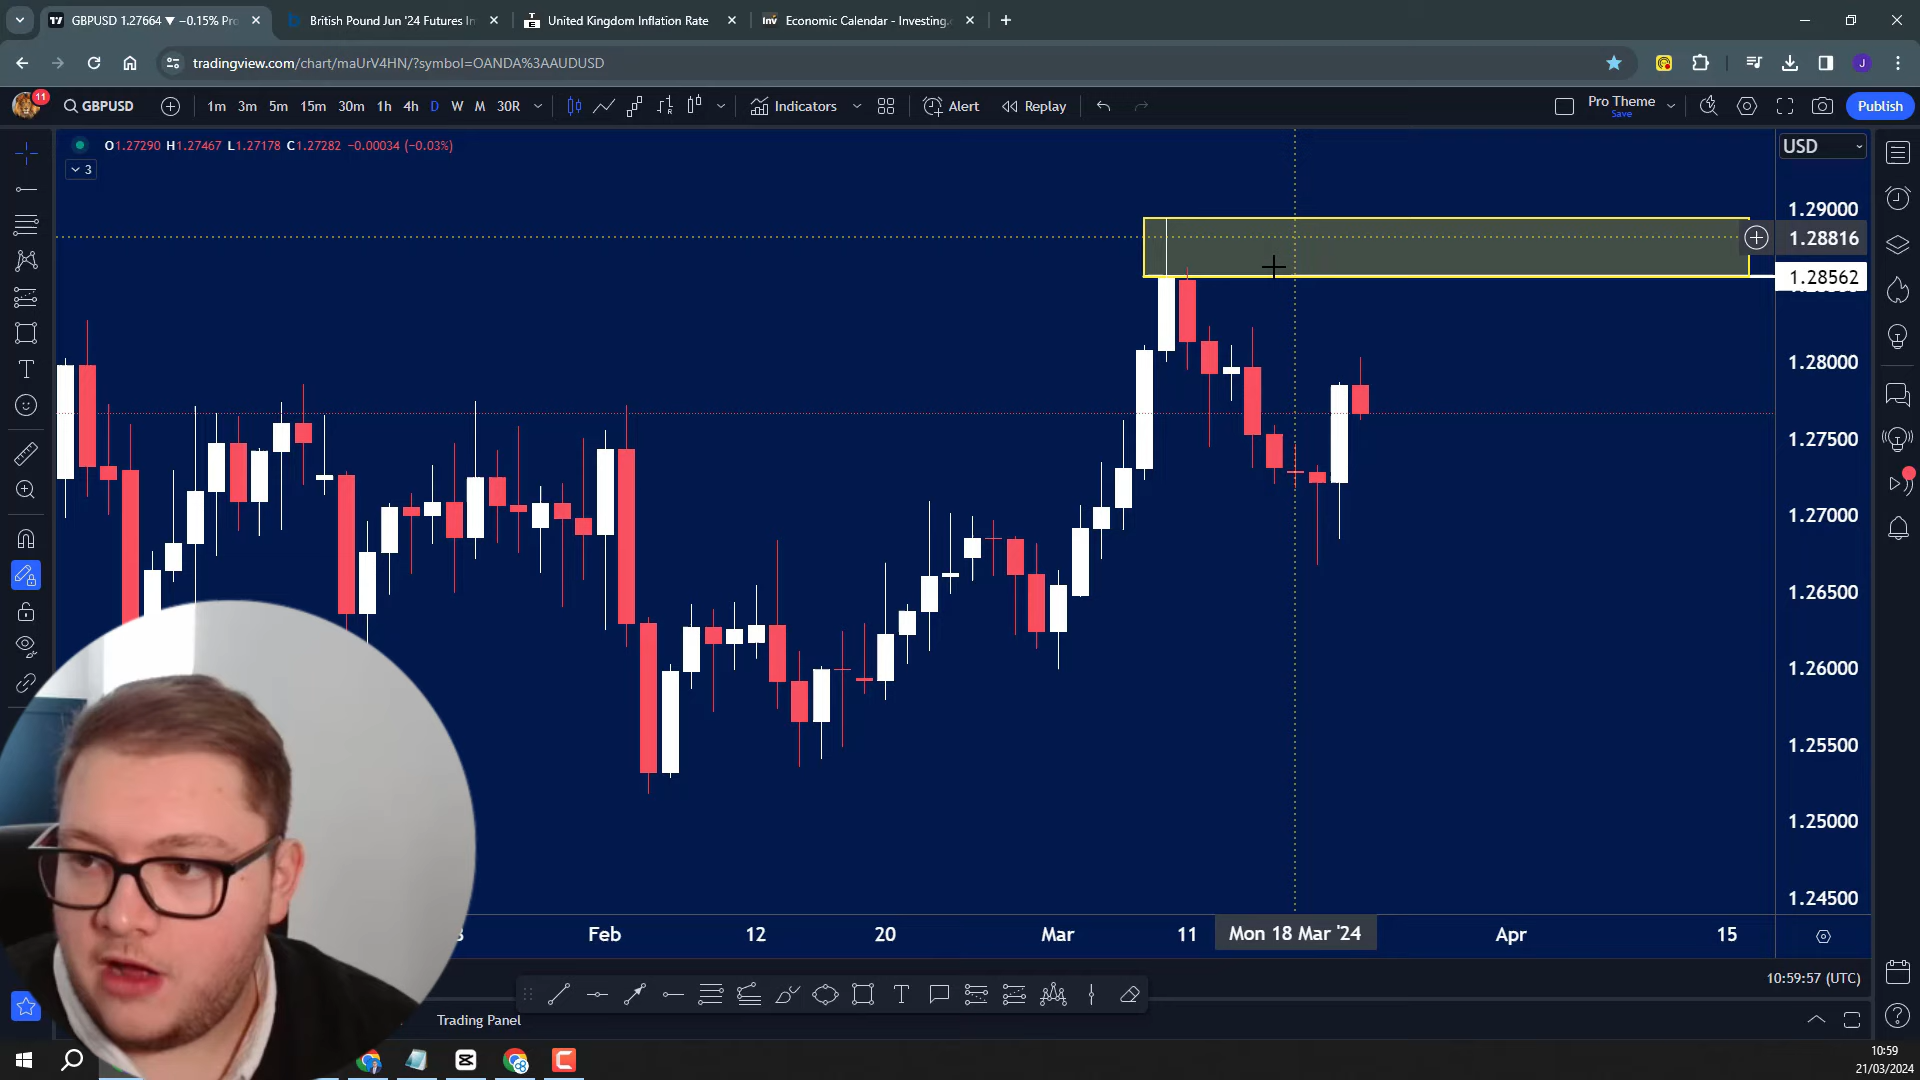 GBPUSD 1.27664 ▼ −0.15% Pro
British Pound Jun '24 Futures In
United Kingdom Inflation Rate
Economic Calendar - Investing.c
tradingview.com/chart/maUrV4HN/?symbol=OANDA%3AAUDUSD
J
11
GBPUSD
1m 3m 5m 15m 30m 1h 4h D W M 30R
Indicators
Alert
Replay
Pro Theme
Save
Publish
O1.27290 H1.27467 L1.27178 C1.27282 −0.00034 (−0.03%)
3
USD
1.29000
1.28816
1.28562
1.28000
1.27500
1.27000
1.26500
1.26000
1.25500
1.25000
1.24500
Feb 12 20 Mar 11 Mon 18 Mar '24 Apr 15
10:59:57 (UTC)
Trading Panel
10:59
21/03/2024